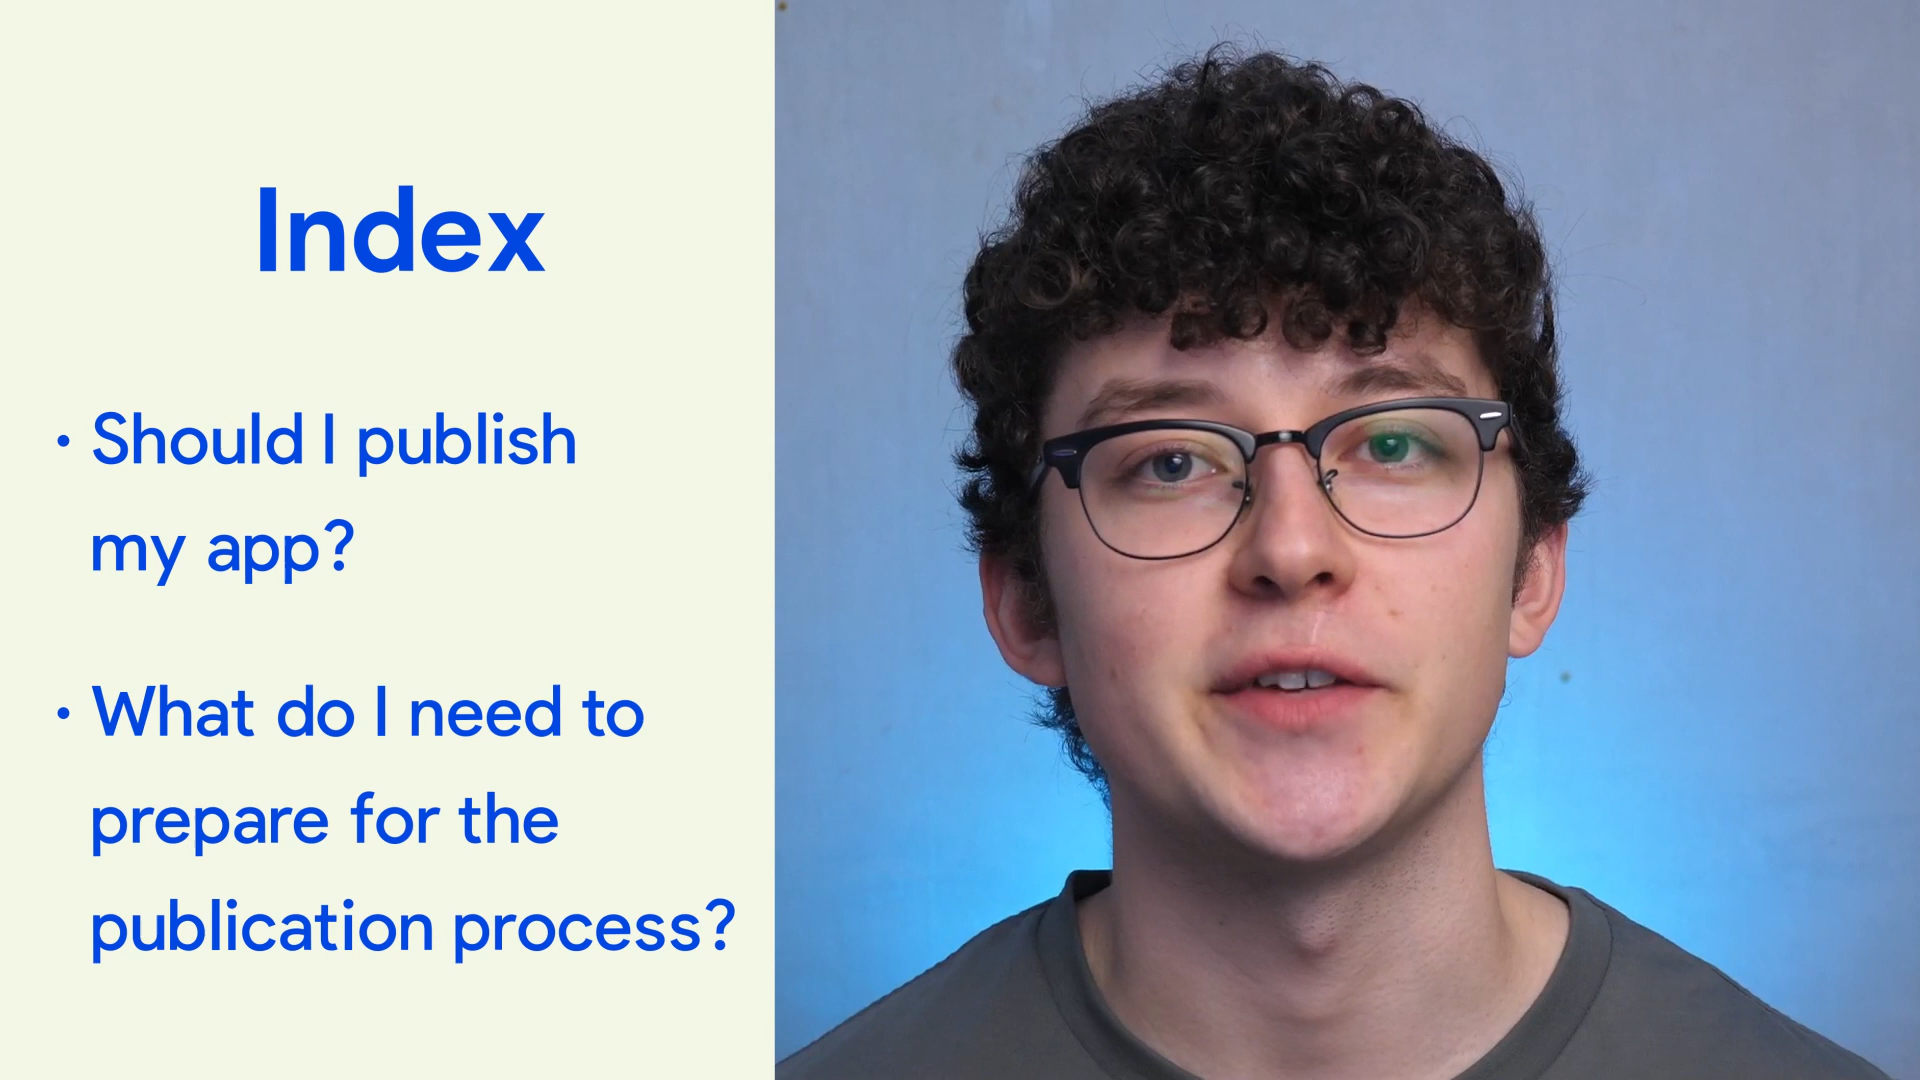 Index
• Should I publish
my app?
• What do I need to
prepare for the
publication process?